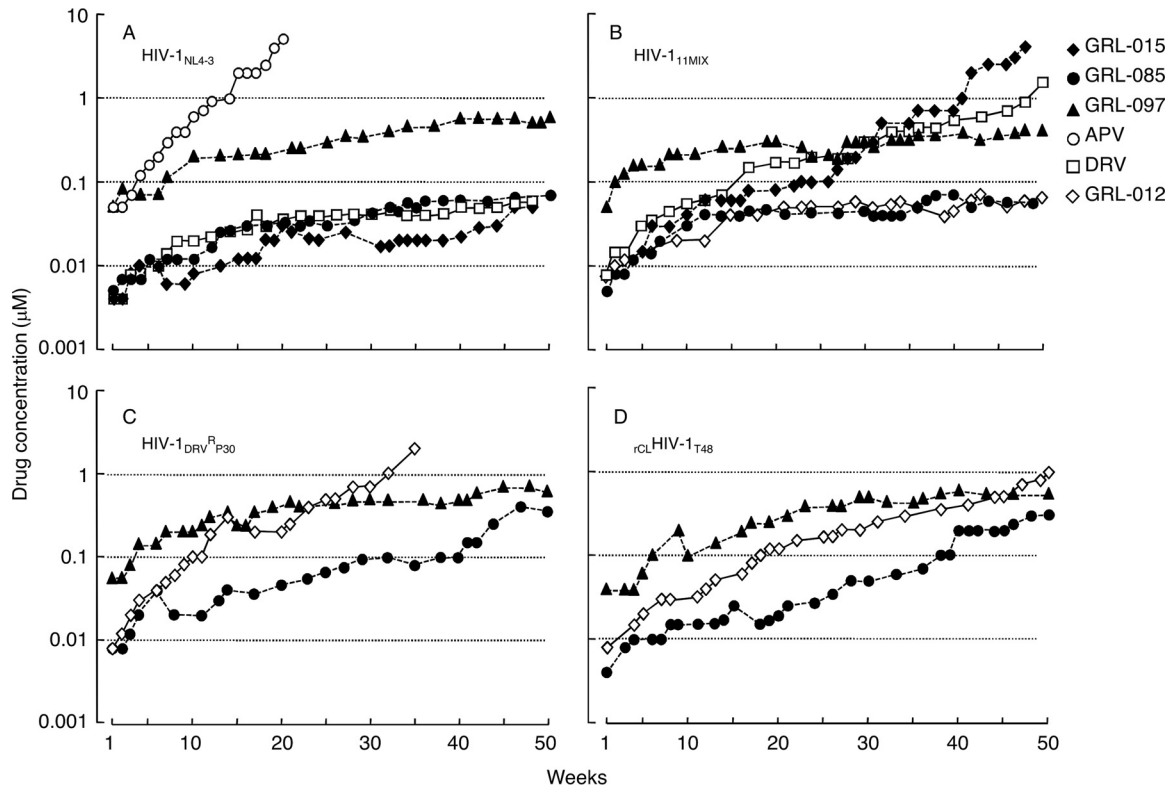 A
HIV-1NL4-3
10
1
0.1
0.01
0.001
B
HIV-111MIX
GRL-015
GRL-085
GRL-097
APV
DRV
GRL-012
Drug concentration (μM)
C
HIV-1DRVRP30
10
1
0.1
0.01
0.001
1 10 20 30 40 50
D
rCLHIV-1T48
1 10 20 30 40 50
Weeks